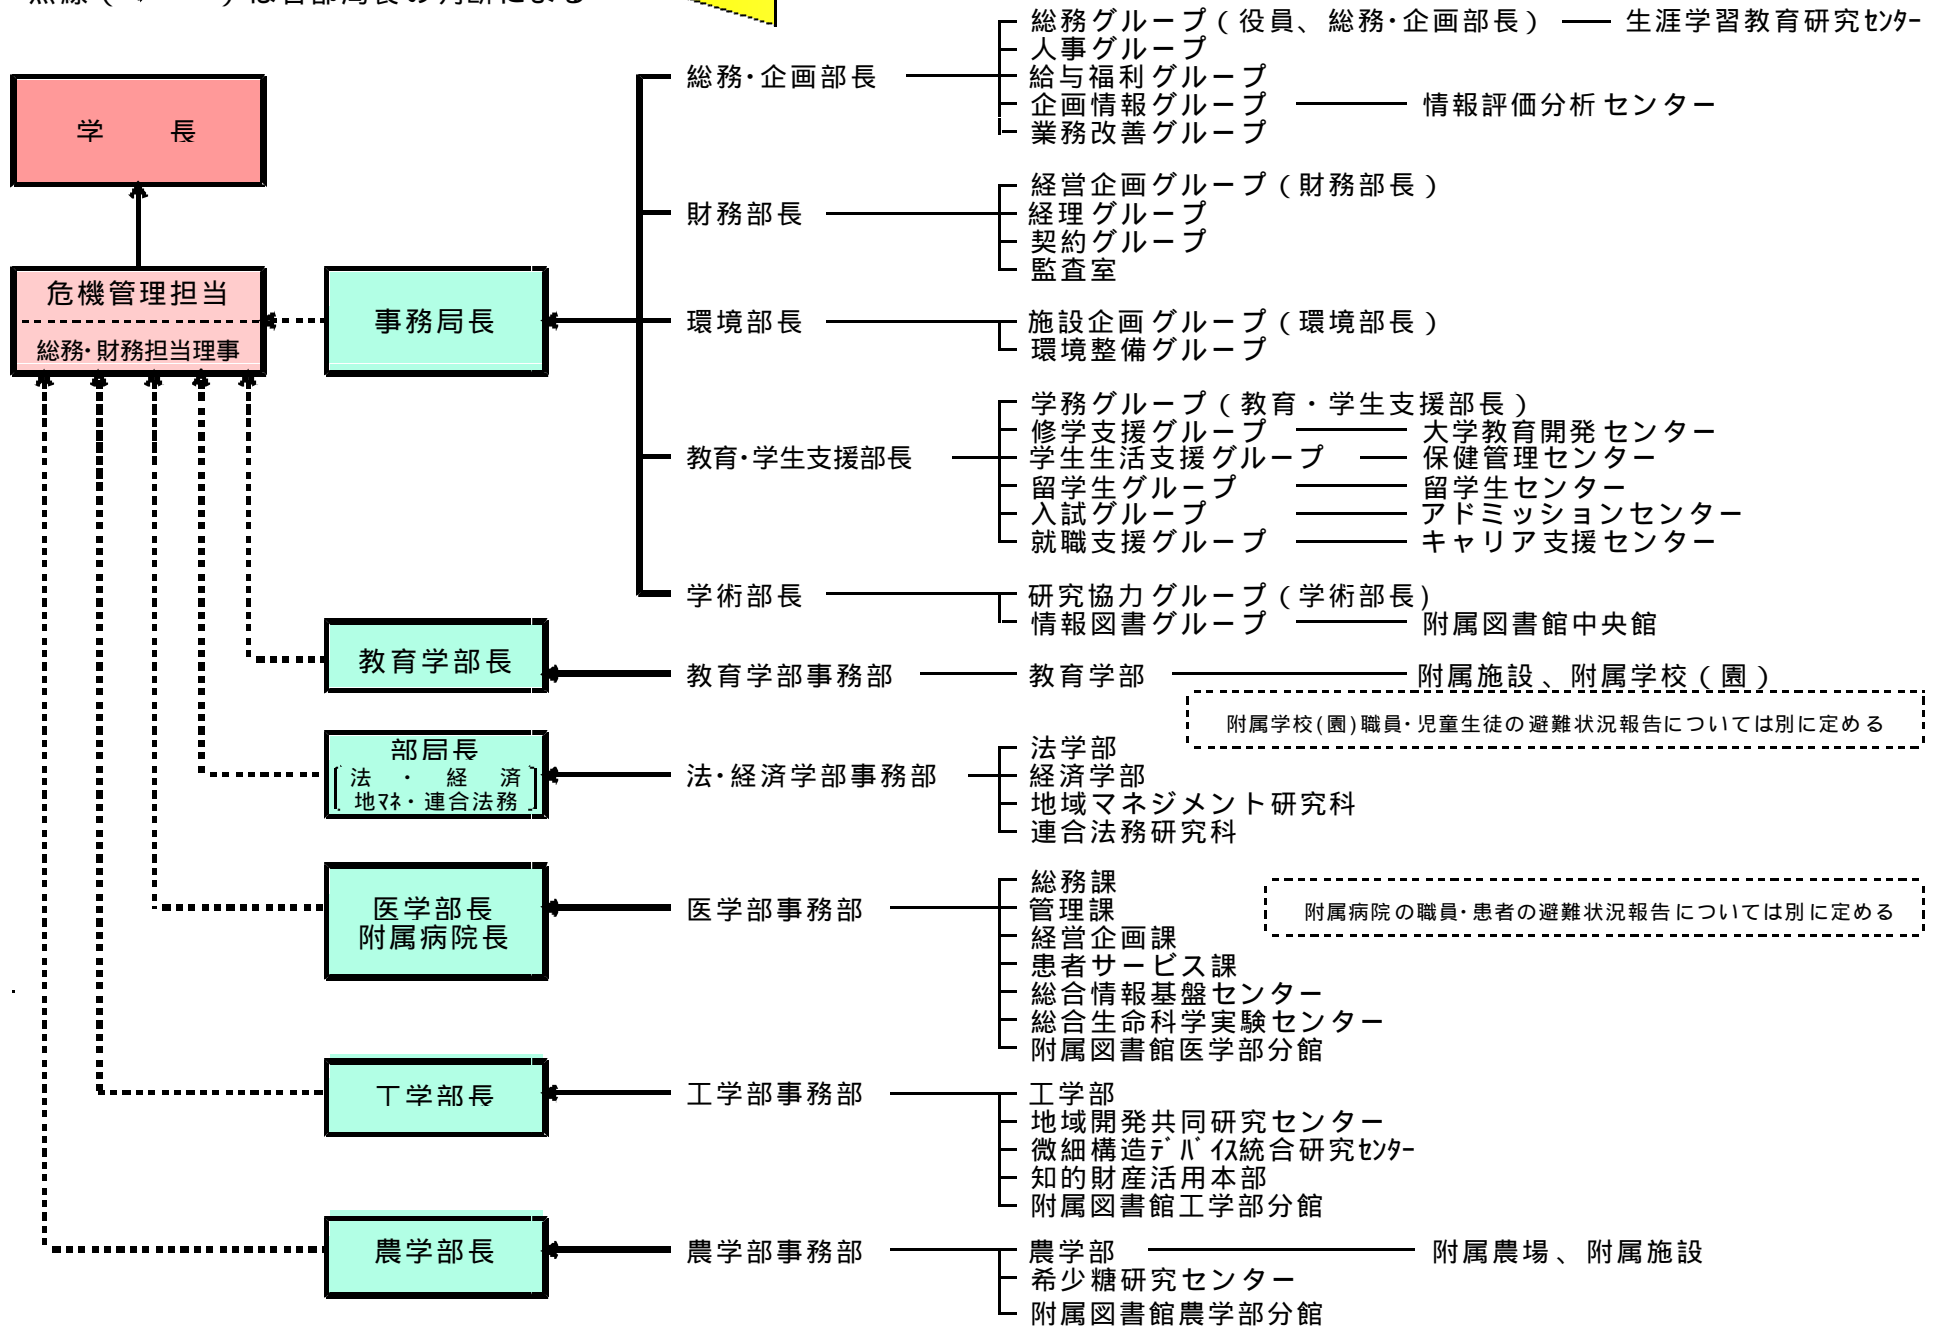 は各部局長の判断による
学 長
危機管理担当
総務・財務担当理事
事務局長
総務・企画部長
総務グループ(役員、総務・企画部長) 生涯学習教育研究ｾﾝﾀｰ
人事グループ
給与福利グループ
企画情報グループ 情報評価分析センター
業務改善グループ
財務部長
経営企画グループ(財務部長)
経理グループ
契約グループ
監査室
環境部長
施設企画グループ(環境部長)
環境整備グループ
教育・学生支援部長
学務グループ(教育・学生支援部長)
修学支援グループ 大学教育開発センター
学生生活支援グループ 保健管理センター
留学生グループ 留学生センター
入試グループ アドミッションセンター
就職支援グループ キャリア支援センター
学術部長
研究協力グループ(学術部長)
情報図書グループ 附属図書館中央館
教育学部長
教育学部事務部 教育学部 附属施設、附属学校(園)
附属学校(園)職員・児童生徒の避難状況報告については別に定める
部局長
法 ・ 経 済
地ﾏﾈ・連合法務
法・経済学部事務部
法学部
経済学部
地域マネジメント研究科
連合法務研究科
医学部長
附属病院長
医学部事務部
総務課
管理課
経営企画課
患者サービス課
総合情報基盤センター
総合生命科学実験センター
附属図書館医学部分館
附属病院の職員・患者の避難状況報告については別に定める
工学部長
工学部事務部
工学部
地域開発共同研究センター
微細構造ﾃﾞﾊﾞｲｽ統合研究ｾﾝﾀｰ
知的財産活用本部
附属図書館工学部分館
農学部長
農学部事務部
農学部 附属農場、附属施設
希少糖研究センター
附属図書館農学部分館